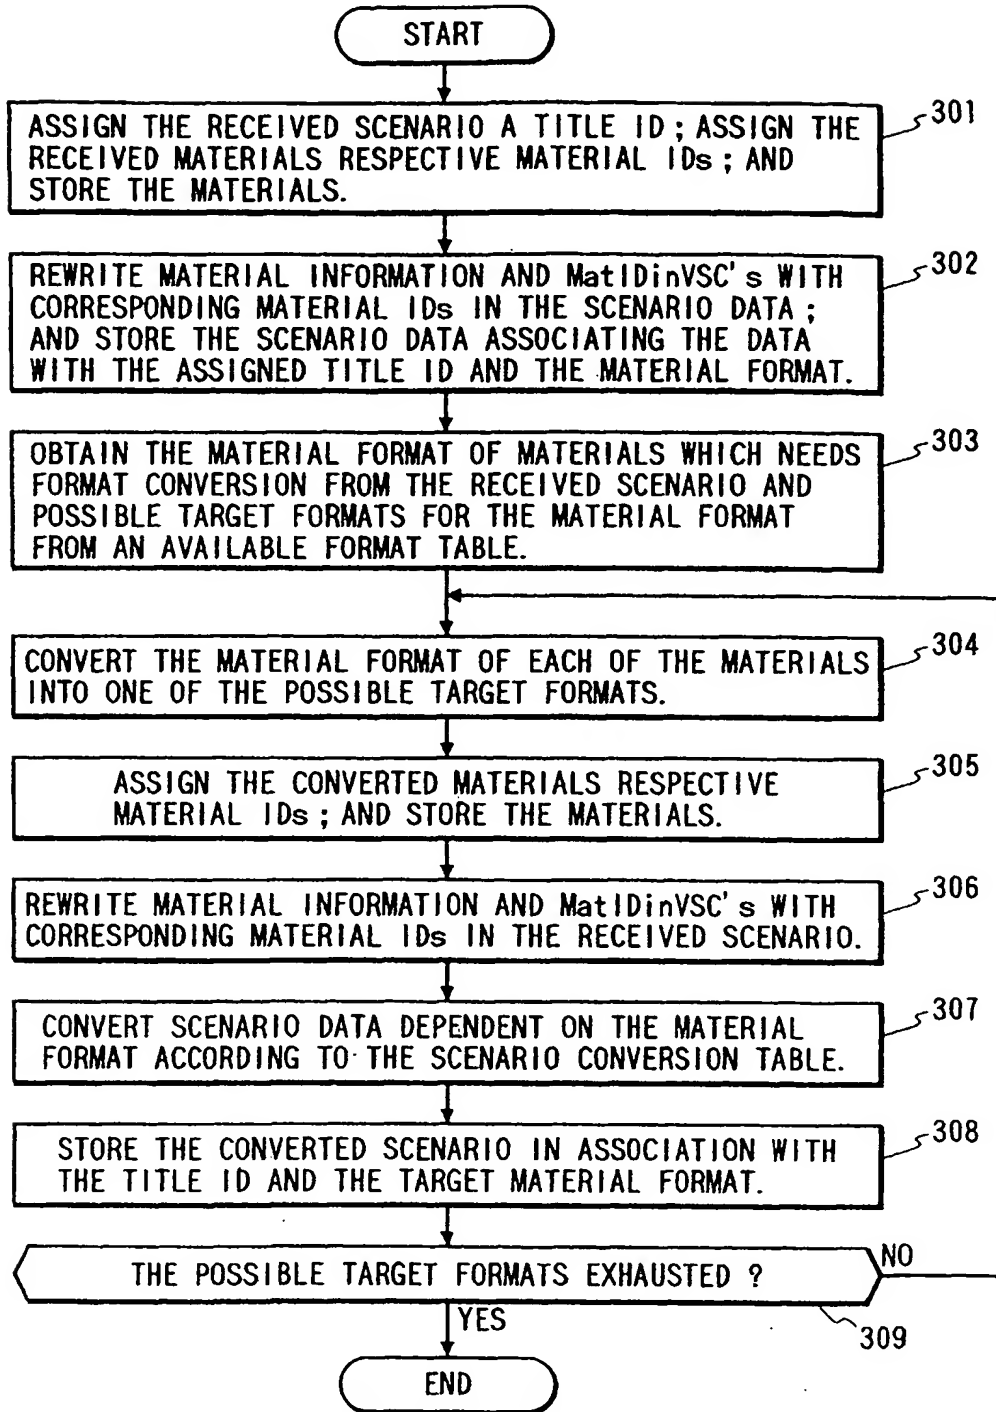 START
ASSIGN THE RECEIVED SCENARIO A TITLE ID ; ASSIGN THE
RECEIVED MATERIALS RESPECTIVE MATERIAL IDs ; AND
STORE THE MATERIALS.
301
REWRITE MATERIAL INFORMATION AND MatIDinVSC's WITH
CORRESPONDING MATERIAL IDs IN THE SCENARIO DATA ;
AND STORE THE SCENARIO DATA ASSOCIATING THE DATA
WITH THE ASSIGNED TITLE ID AND THE MATERIAL FORMAT.
302
OBTAIN THE MATERIAL FORMAT OF MATERIALS WHICH NEEDS
FORMAT CONVERSION FROM THE RECEIVED SCENARIO AND
POSSIBLE TARGET FORMATS FOR THE MATERIAL FORMAT
FROM AN AVAILABLE FORMAT TABLE.
303
CONVERT THE MATERIAL FORMAT OF EACH OF THE MATERIALS
INTO ONE OF THE POSSIBLE TARGET FORMATS.
304
ASSIGN THE CONVERTED MATERIALS RESPECTIVE
MATERIAL IDs ; AND STORE THE MATERIALS.
305
REWRITE MATERIAL INFORMATION AND MatIDinVSC's WITH
CORRESPONDING MATERIAL IDs IN THE RECEIVED SCENARIO.
306
CONVERT SCENARIO DATA DEPENDENT ON THE MATERIAL
FORMAT ACCORDING TO THE SCENARIO CONVERSION TABLE.
307
STORE THE CONVERTED SCENARIO IN ASSOCIATION WITH
THE TITLE ID AND THE TARGET MATERIAL FORMAT.
308
THE POSSIBLE TARGET FORMATS EXHAUSTED ?
NO
YES
309
END